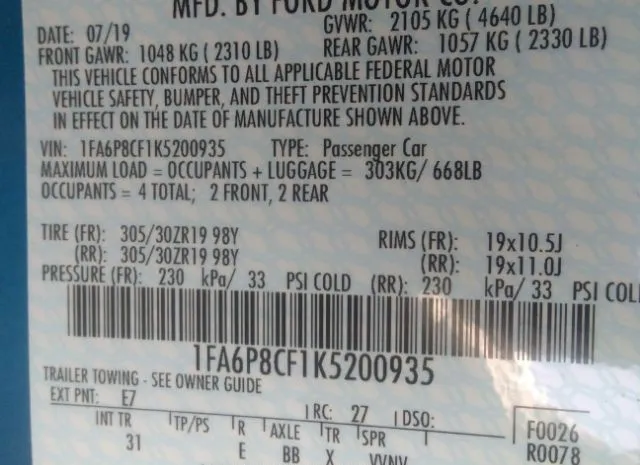 MFD. BY FORD MOTOR CO.
DATE: 07/19 GVWR: 2105 KG ( 4640 LB)
FRONT GAWR: 1048 KG ( 2310 LB) REAR GAWR: 1057 KG ( 2330 LB)
THIS VEHICLE CONFORMS TO ALL APPLICABLE FEDERAL MOTOR
VEHICLE SAFETY, BUMPER, AND THEFT PREVENTION STANDARDS
IN EFFECT ON THE DATE OF MANUFACTURE SHOWN ABOVE.
VIN: 1FA6P8CF1K5200935 TYPE: Passenger Car
MAXIMUM LOAD = OCCUPANTS + LUGGAGE = 303KG/ 668LB
OCCUPANTS = 4 TOTAL; 2 FRONT, 2 REAR
TIRE (FR): 305/30ZR19 98Y RIMS (FR): 19x10.5J
(RR): 305/30ZR19 98Y (RR): 19x11.0J
PRESSURE (FR): 230 kPa/ 33 PSI COLD (RR): 230 kPa/ 33 PSI COL
1FA6P8CF1K5200935
TRAILER TOWING - SEE OWNER GUIDE
EXT PNT: E7 RC: 27 DSO: F0026
INT TR TP/PS R AXLE TR SPR R0078
31 E BB X